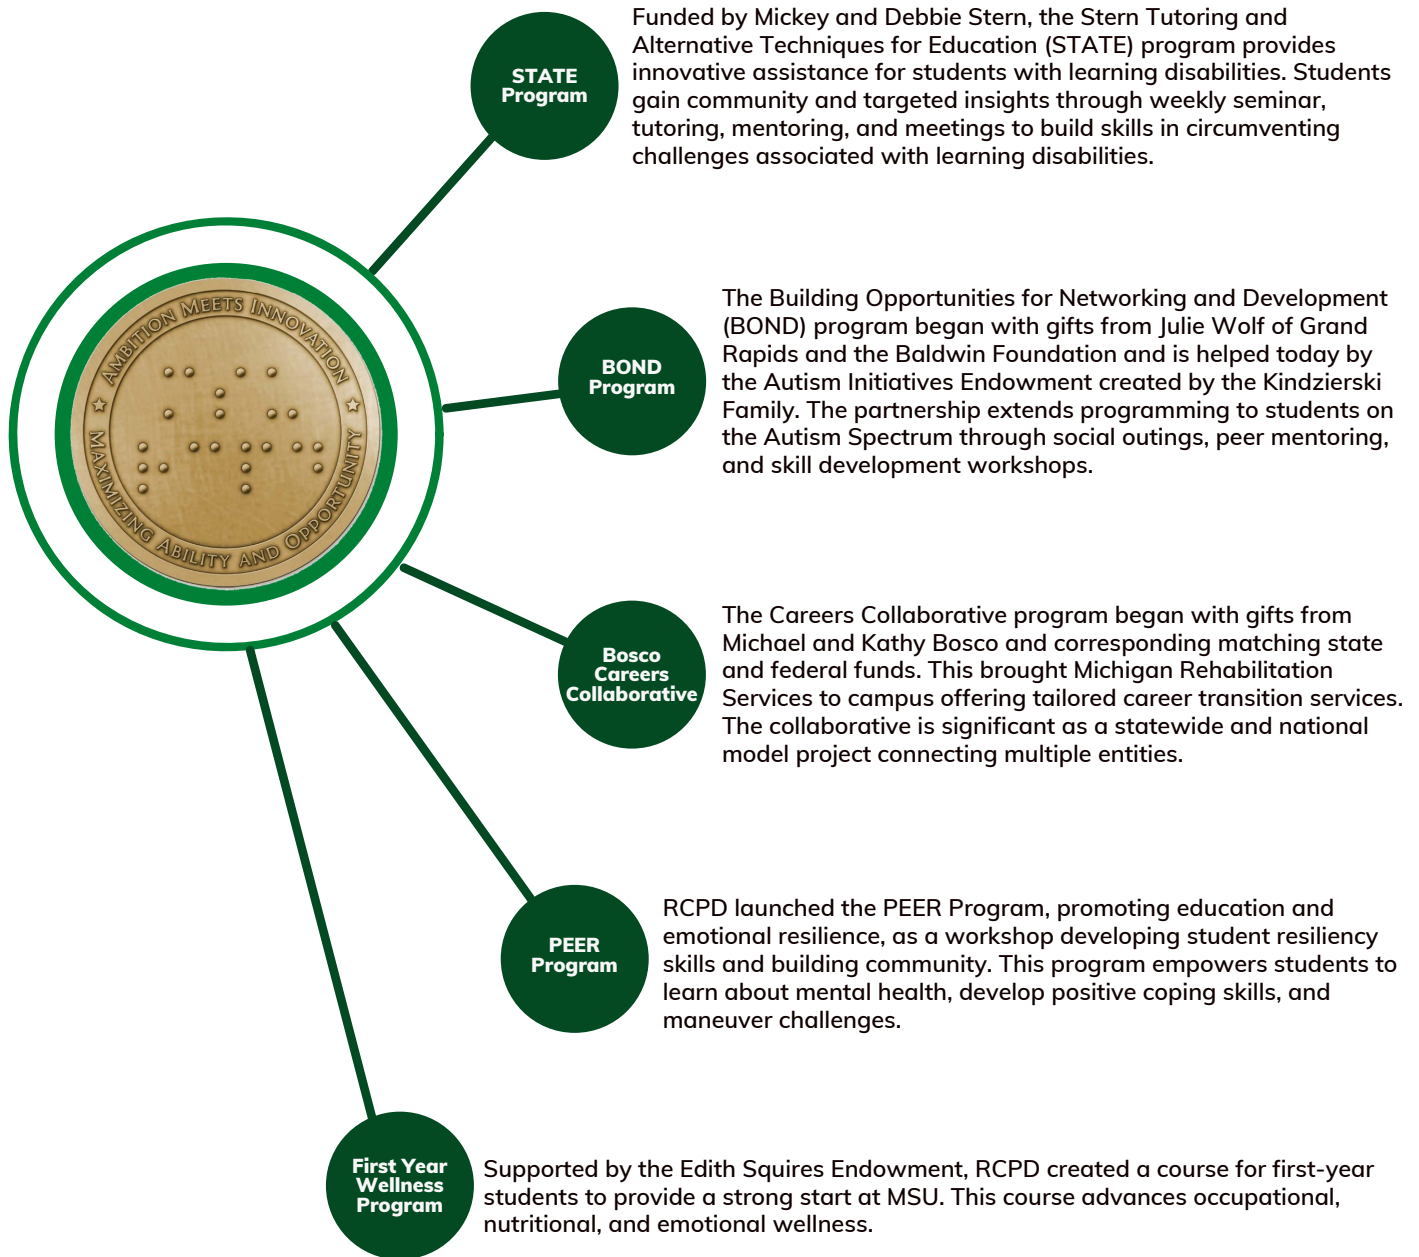 STATE
Program
Funded by Mickey and Debbie Stern, the Stern Tutoring and
Alternative Techniques for Education (STATE) program provides
innovative assistance for students with learning disabilities. Students
gain community and targeted insights through weekly seminar,
tutoring, mentoring, and meetings to build skills in circumventing
challenges associated with learning disabilities.
AMBITION MEETS INNOVATION
MAXIMIZING ABILITY AND OPPORTUNITY
BOND
Program
The Building Opportunities for Networking and Development
(BOND) program began with gifts from Julie Wolf of Grand
Rapids and the Baldwin Foundation and is helped today by
the Autism Initiatives Endowment created by the Kindzierski
Family. The partnership extends programming to students on
the Autism Spectrum through social outings, peer mentoring,
and skill development workshops.
Bosco
Careers
Collaborative
The Careers Collaborative program began with gifts from
Michael and Kathy Bosco and corresponding matching state
and federal funds. This brought Michigan Rehabilitation
Services to campus offering tailored career transition services.
The collaborative is significant as a statewide and national
model project connecting multiple entities.
PEER
Program
RCPD launched the PEER Program, promoting education and
emotional resilience, as a workshop developing student resiliency
skills and building community. This program empowers students to
learn about mental health, develop positive coping skills, and
maneuver challenges.
First Year
Wellness
Program
Supported by the Edith Squires Endowment, RCPD created a course for first-year
students to provide a strong start at MSU. This course advances occupational,
nutritional, and emotional wellness.